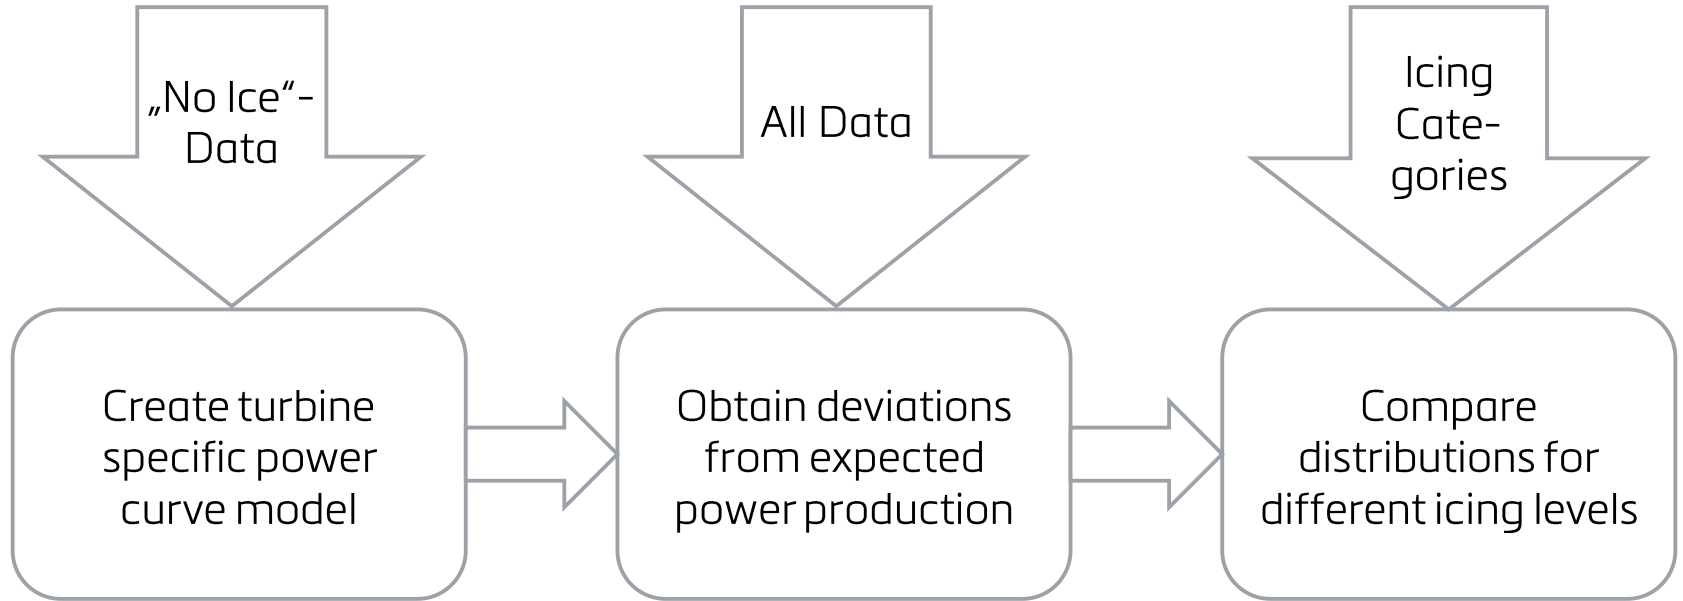 „No Ice“-
Data
All Data
Icing
Cate-
gories
Create turbine
specific power
curve model
Obtain deviations
from expected
power production
Compare
distributions for
different icing levels